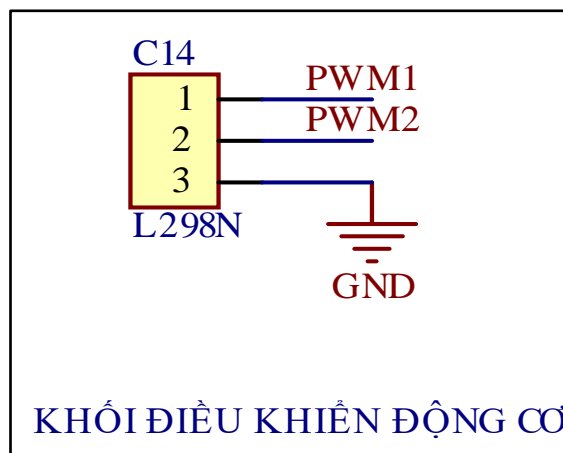 C14
1 PWM1
2 PWM2
3
L298N
GND
KHỐI ĐIỀU KHIỂN ĐỘNG CƠ